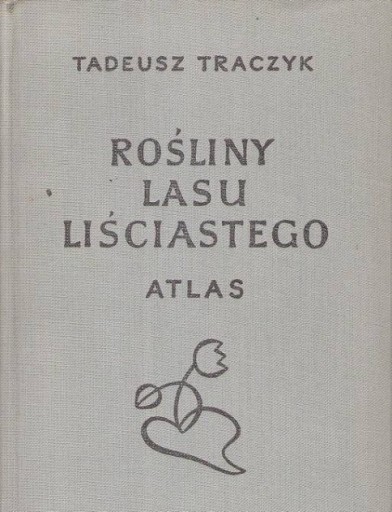 TADEUSZ TRACZYK
ROŚLINY
LASU
LIŚCIASTEGO
ATLAS